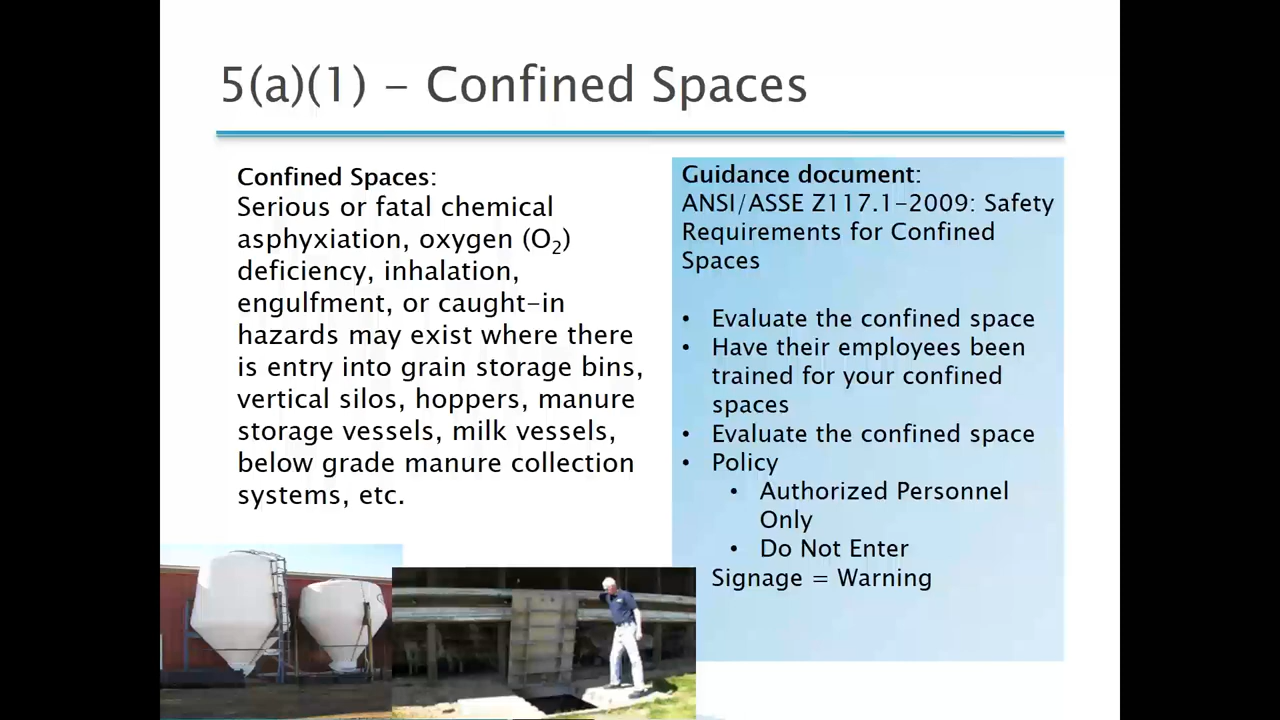 5(a)(1) – Confined Spaces
Confined Spaces:
Serious or fatal chemical
asphyxiation, oxygen (O₂)
deficiency, inhalation,
engulfment, or caught-in
hazards may exist where there
is entry into grain storage bins,
vertical silos, hoppers, manure
storage vessels, milk vessels,
below grade manure collection
systems, etc.
Guidance document:
ANSI/ASSE Z117.1-2009: Safety
Requirements for Confined
Spaces
• Evaluate the confined space
• Have their employees been
trained for your confined
spaces
• Evaluate the confined space
• Policy
• Authorized Personnel
Only
• Do Not Enter
Signage = Warning